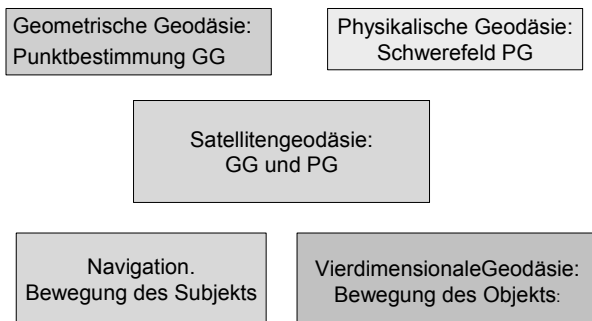 Geometrische Geodäsie:
Punktbestimmung GG
Physikalische Geodäsie:
Schwerefeld PG
Satellitengeodäsie:
GG und PG
Navigation.
Bewegung des Subjekts
VierdimensionaleGeodäsie:
Bewegung des Objekts: